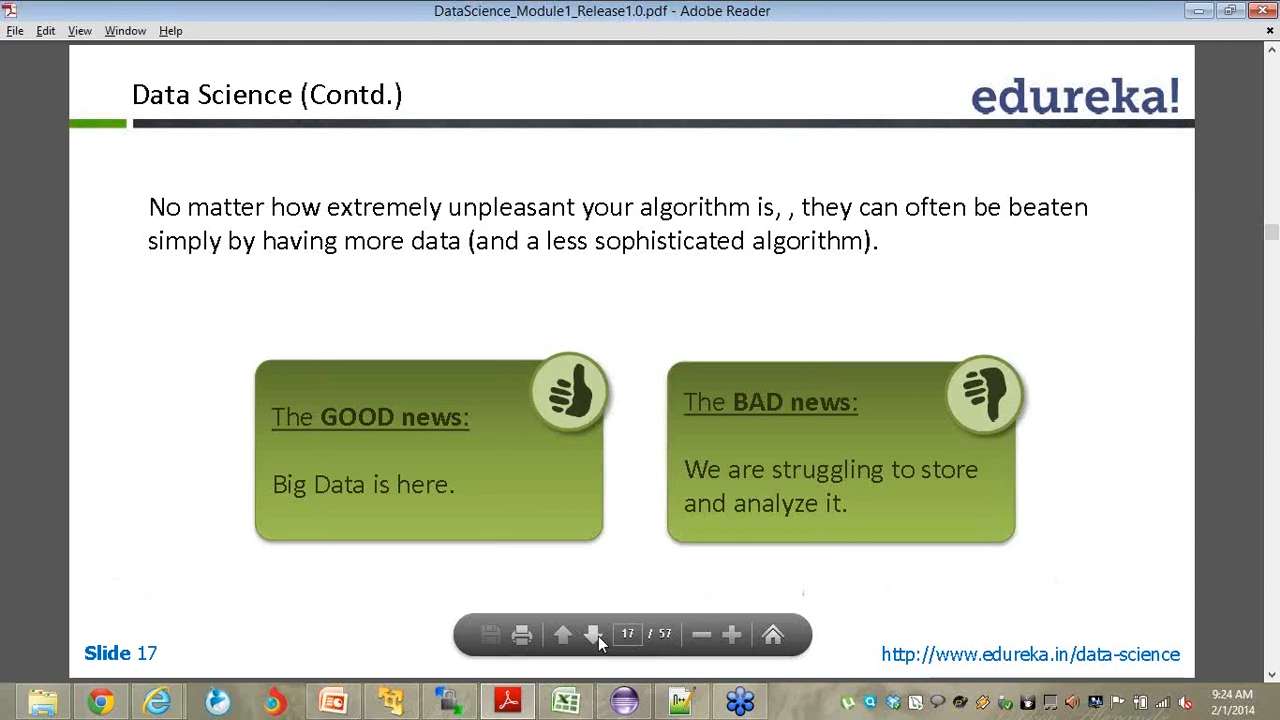 DataScience_Module1_Release1.0.pdf - Adobe Reader
File Edit View Window Help
Data Science (Contd.)
edureka!
No matter how extremely unpleasant your algorithm is, , they can often be beaten
simply by having more data (and a less sophisticated algorithm).
The GOOD news:
Big Data is here.
The BAD news:
We are struggling to store
and analyze it.
17 / 57
Slide 17
http://www.edureka.in/data-science
9:24 AM
2/1/2014